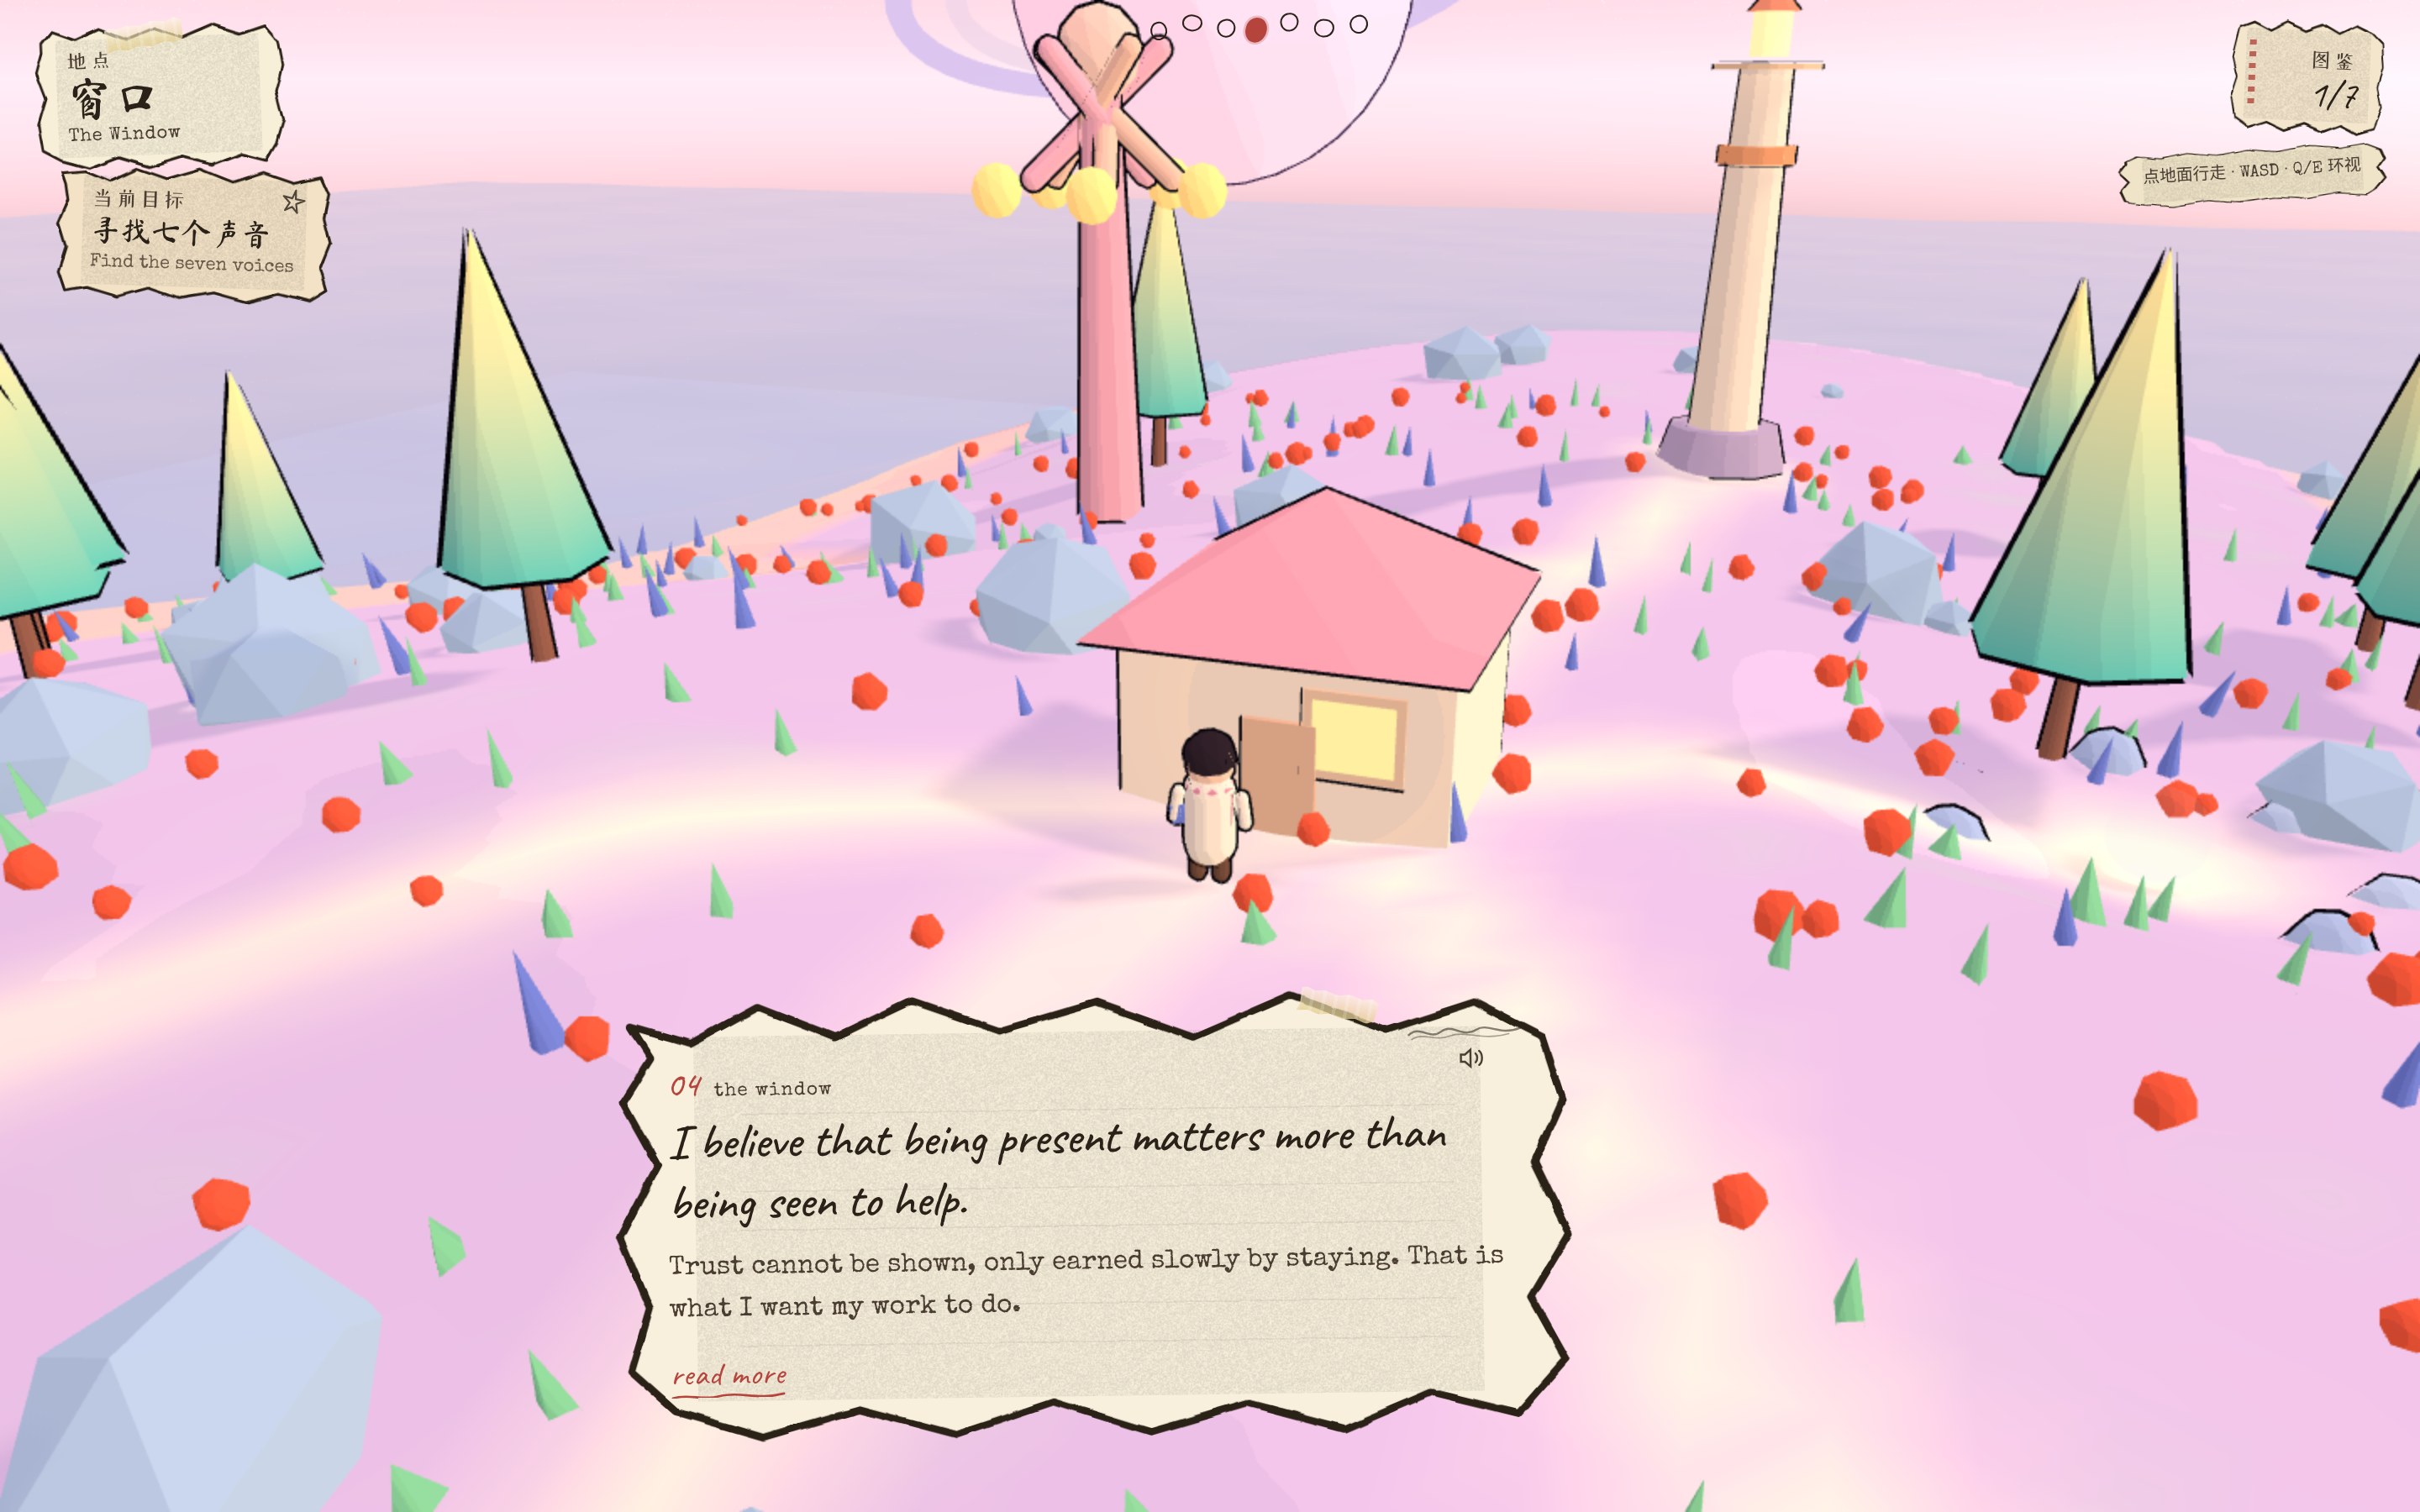 地点
窗口
The Window
当前目标
寻找七个声音
Find the seven voices
图鉴
1/7
点地面行走 · WASD · Q/E 环视
04 the window
I believe that being present matters more than
being seen to help.
Trust cannot be shown, only earned slowly by staying. That is
what I want my work to do.
read more